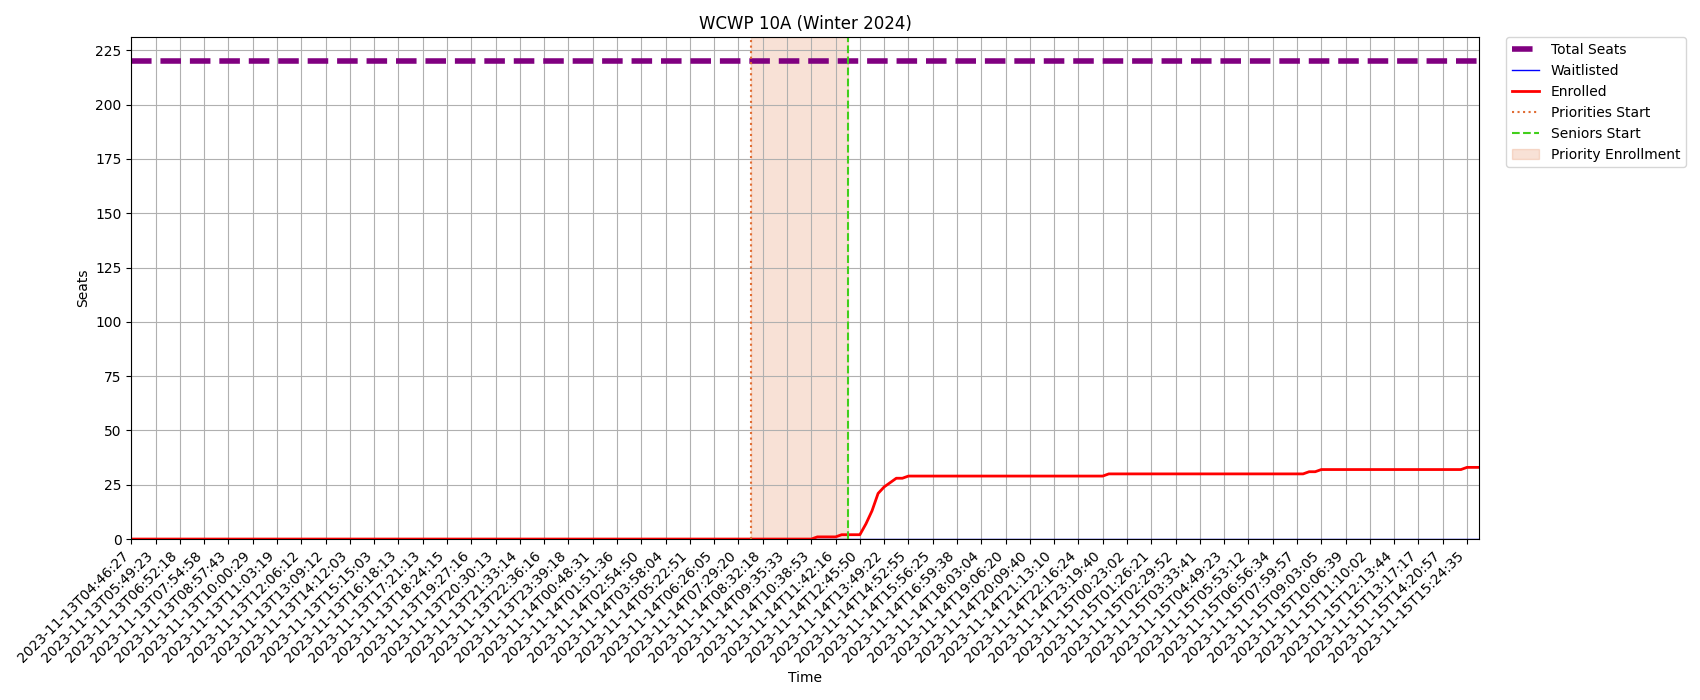 WCWP 10A (Winter 2024)
Total Seats
Waitlisted
Enrolled
Priorities Start
Seniors Start
Priority Enrollment
Seats
225
200
175
150
125
100
75
50
25
0
2023-11-13T04:46:27
2023-11-13T05:49:23
2023-11-13T06:52:18
2023-11-13T07:54:58
2023-11-13T08:57:43
2023-11-13T10:00:29
2023-11-13T11:03:19
2023-11-13T12:06:12
2023-11-13T13:09:12
2023-11-13T14:12:03
2023-11-13T15:15:03
2023-11-13T16:18:13
2023-11-13T17:21:13
2023-11-13T18:24:15
2023-11-13T19:27:16
2023-11-13T20:30:13
2023-11-13T21:33:14
2023-11-13T22:36:16
2023-11-13T23:39:18
2023-11-14T00:48:31
2023-11-14T01:51:36
2023-11-14T02:54:50
2023-11-14T03:58:04
2023-11-14T05:22:51
2023-11-14T06:26:05
2023-11-14T07:29:20
2023-11-14T08:32:18
2023-11-14T09:35:33
2023-11-14T10:38:53
2023-11-14T11:42:16
2023-11-14T12:45:50
2023-11-14T13:49:22
2023-11-14T14:52:55
2023-11-14T15:56:25
2023-11-14T16:59:38
2023-11-14T18:03:04
2023-11-14T19:06:20
2023-11-14T20:09:40
2023-11-14T21:13:10
2023-11-14T22:16:24
2023-11-14T23:19:40
2023-11-15T00:23:02
2023-11-15T01:26:21
2023-11-15T02:29:52
2023-11-15T03:33:41
2023-11-15T04:49:23
2023-11-15T05:53:12
2023-11-15T06:56:34
2023-11-15T07:59:57
2023-11-15T09:03:05
2023-11-15T10:06:39
2023-11-15T11:10:02
2023-11-15T12:13:44
2023-11-15T13:17:17
2023-11-15T14:20:57
2023-11-15T15:24:35
Time